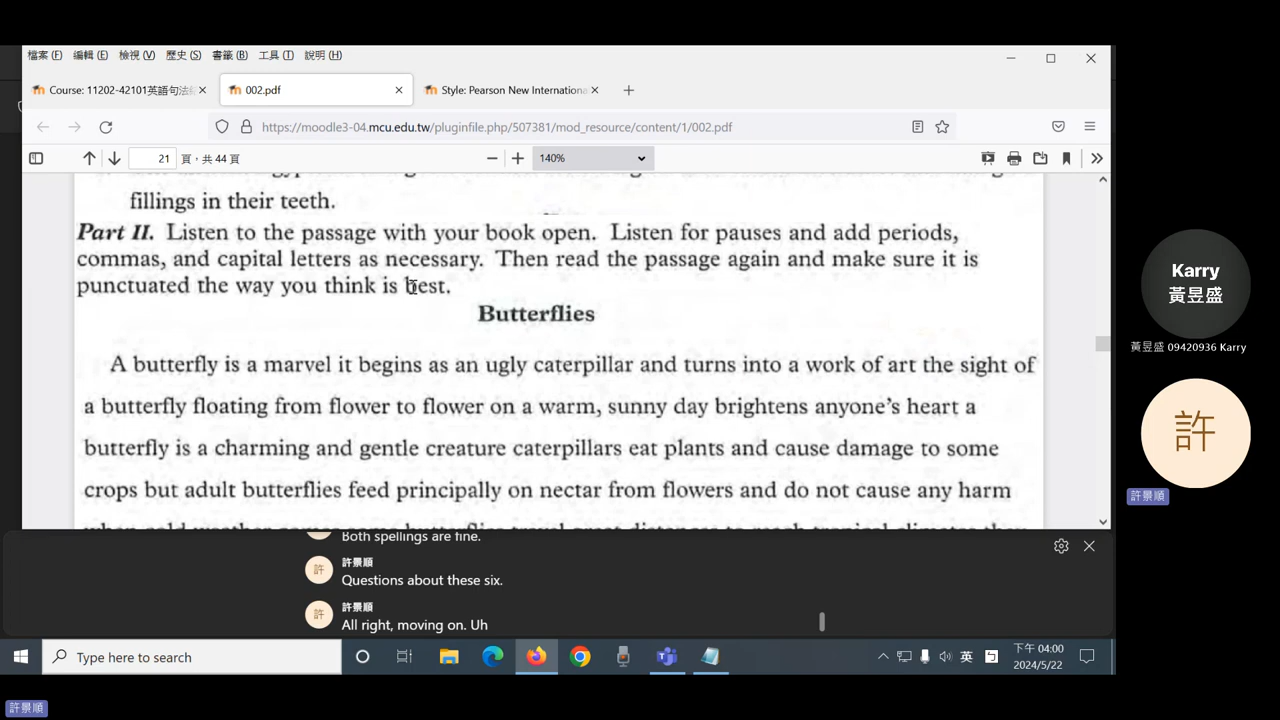 檔案 (F) 編輯 (E) 檢視 (V) 歷史 (S) 書籤 (B) 工具 (T) 說明 (H)
Course: 11202-42101英語句法
002.pdf
Style: Pearson New Internationa
https://moodle3-04.mcu.edu.tw/pluginfile.php/507381/mod_resource/content/1/002.pdf
21 頁，共 44 頁
140%
fillings in their teeth.
Part II. Listen to the passage with your book open. Listen for pauses and add periods,
commas, and capital letters as necessary. Then read the passage again and make sure it is
punctuated the way you think is best.
Butterflies
A butterfly is a marvel it begins as an ugly caterpillar and turns into a work of art the sight of
a butterfly floating from flower to flower on a warm, sunny day brightens anyone's heart a
butterfly is a charming and gentle creature caterpillars eat plants and cause damage to some
crops but adult butterflies feed principally on nectar from flowers and do not cause any harm
Both spellings are fine.
許
許景順
Questions about these six.
許
許景順
All right, moving on. Uh
Karry
黃昱盛
黃昱盛 09420936 Karry
許
許景順
Type here to search
英
下午 04:00
2024/5/22
許景順